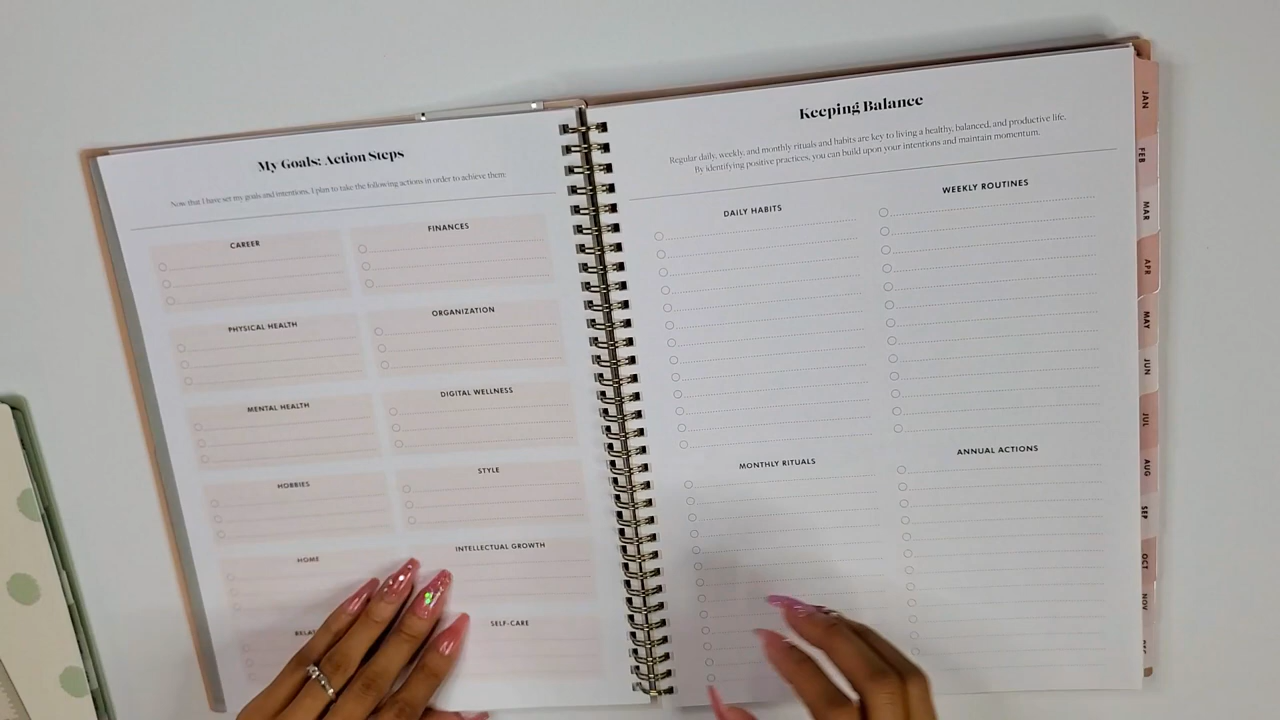 My Goals: Action Steps
Now that I have set my goals and intentions, I plan to take the following actions in order to achieve them:
CAREER
FINANCES
PHYSICAL HEALTH
ORGANIZATION
MENTAL HEALTH
DIGITAL WELLNESS
HOBBIES
STYLE
HOME
INTELLECTUAL GROWTH
SELF-CARE
Keeping Balance
Regular daily, weekly, and monthly rituals and habits are key to living a healthy, balanced, and productive life.
By identifying positive practices, you can build upon your intentions and maintain momentum.
DAILY HABITS
WEEKLY ROUTINES
MONTHLY RITUALS
ANNUAL ACTIONS
JAN
FEB
MAR
APR
MAY
JUN
JUL
AUG
SEP
OCT
NOV